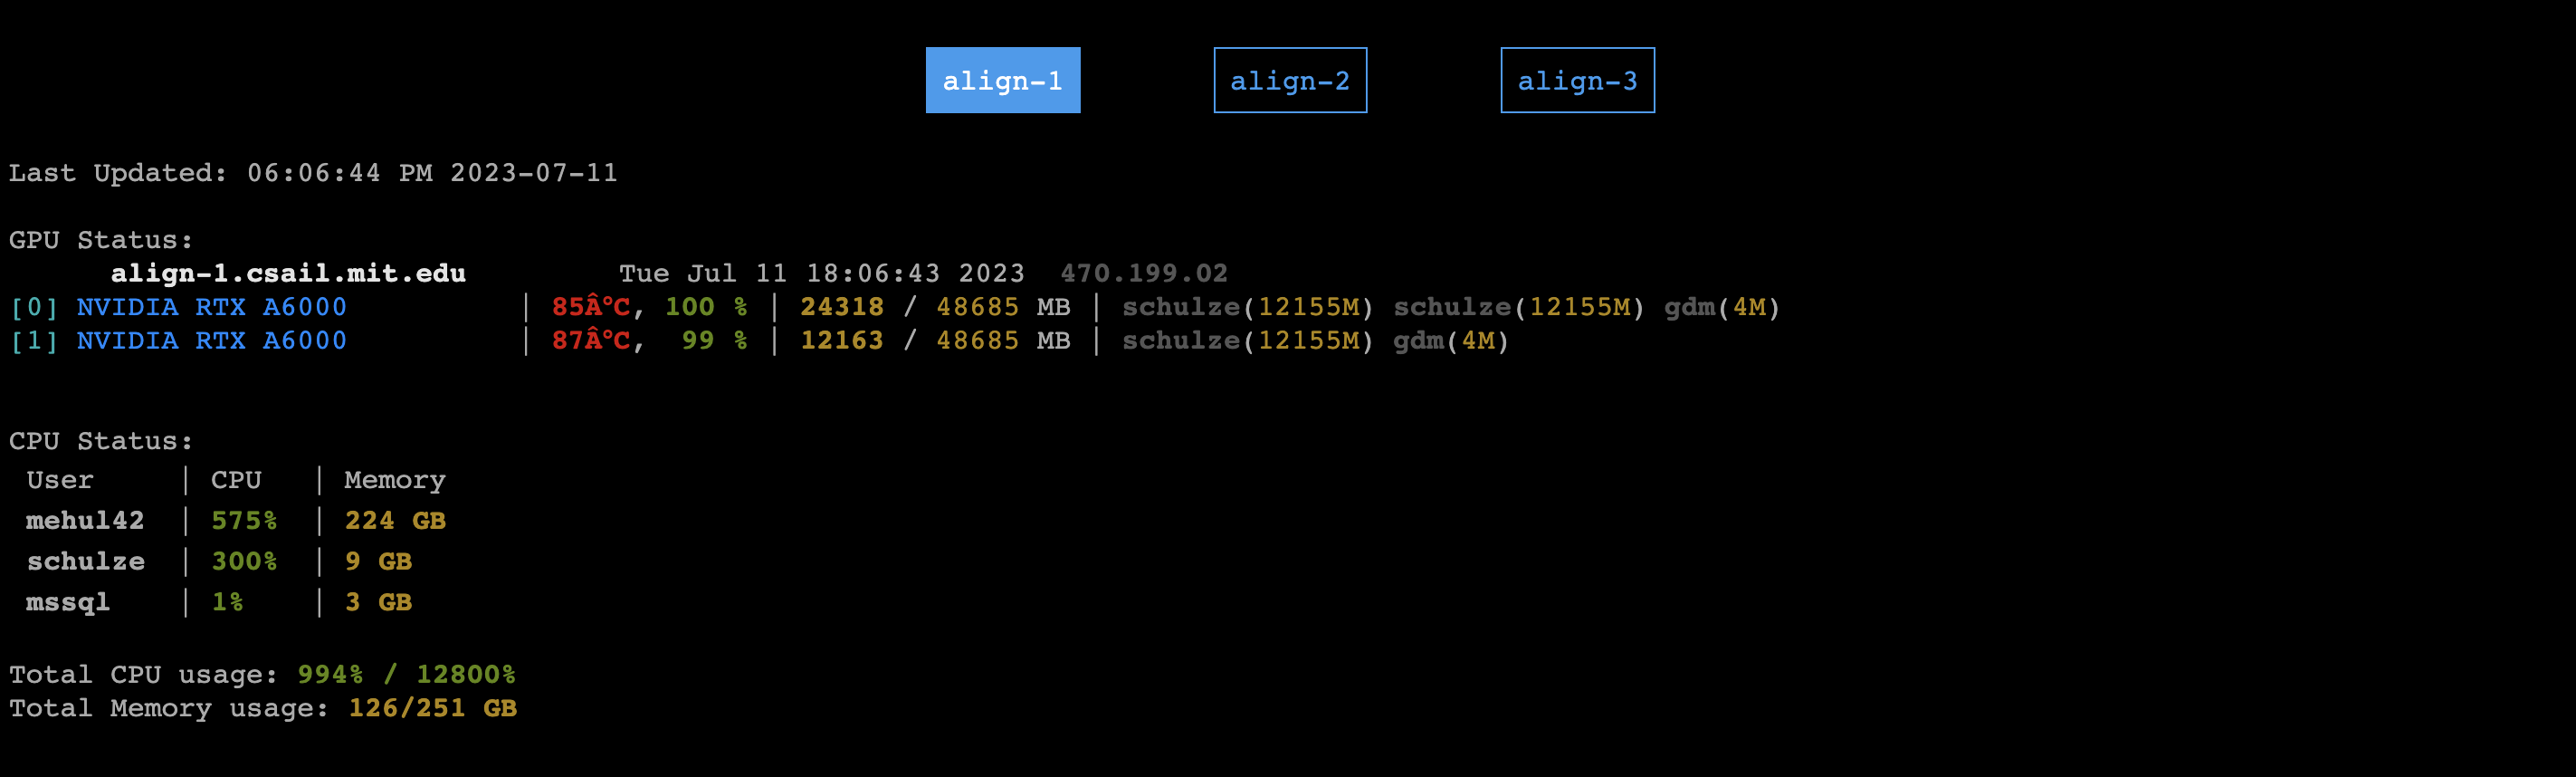 align-1 align-2 align-3
Last Updated: 06:06:44 PM 2023-07-11
GPU Status:
align-1.csail.mit.edu Tue Jul 11 18:06:43 2023 470.199.02
[0] NVIDIA RTX A6000 | 85Â°C, 100 % | 24318 / 48685 MB | schulze(12155M) schulze(12155M) gdm(4M)
[1] NVIDIA RTX A6000 | 87Â°C, 99 % | 12163 / 48685 MB | schulze(12155M) gdm(4M)
CPU Status:
User | CPU | Memory
mehul42 | 575% | 224 GB
schulze | 300% | 9 GB
mssql | 1% | 3 GB
Total CPU usage: 994% / 12800%
Total Memory usage: 126/251 GB